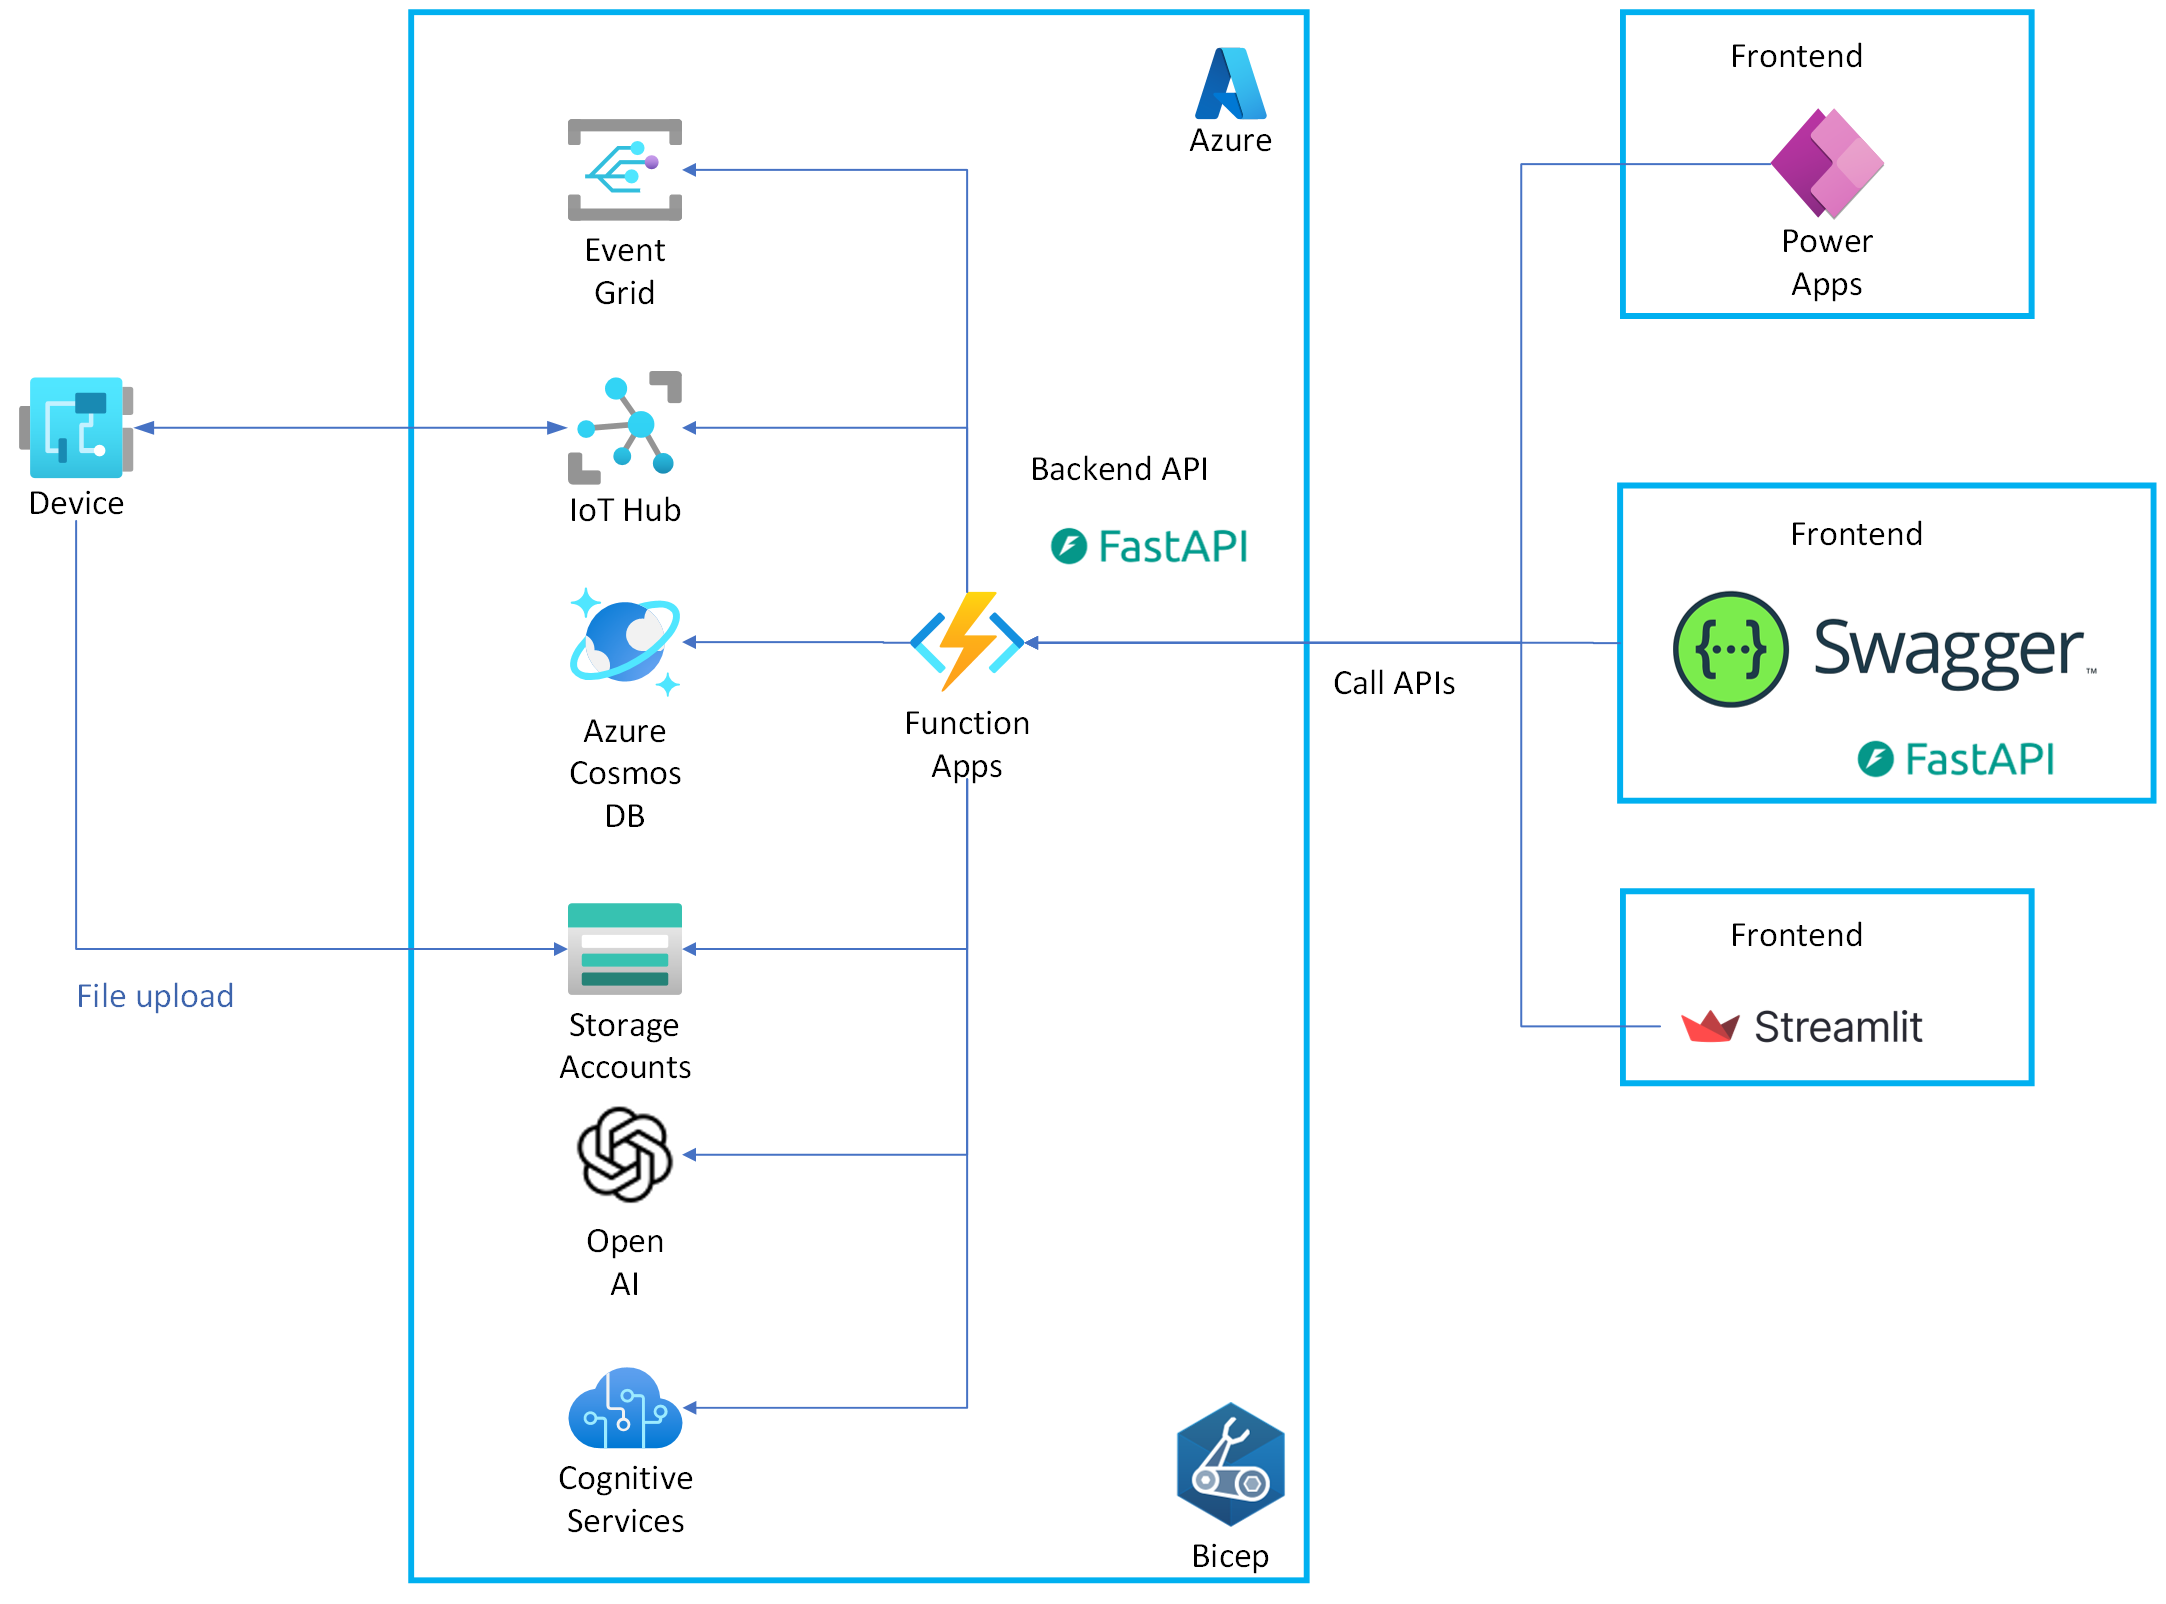 Azure
Event
Grid
Device
IoT Hub
Backend API
FastAPI
Azure
Cosmos
DB
Function
Apps
Call APIs
File upload
Storage
Accounts
Open
AI
Cognitive
Services
Bicep
Frontend
Power
Apps
Frontend
{...}
Swagger™
FastAPI
Frontend
Streamlit